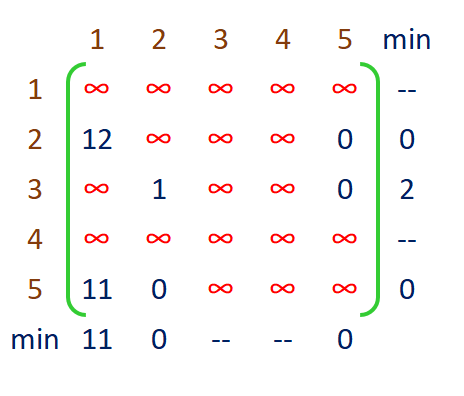 1 2 3 4 5 min
1 ∞ ∞ ∞ ∞ ∞ --
2 12 ∞ ∞ ∞ 0 0
3 ∞ 1 ∞ ∞ 0 2
4 ∞ ∞ ∞ ∞ ∞ --
5 11 0 ∞ ∞ ∞ 0
min 11 0 -- -- 0